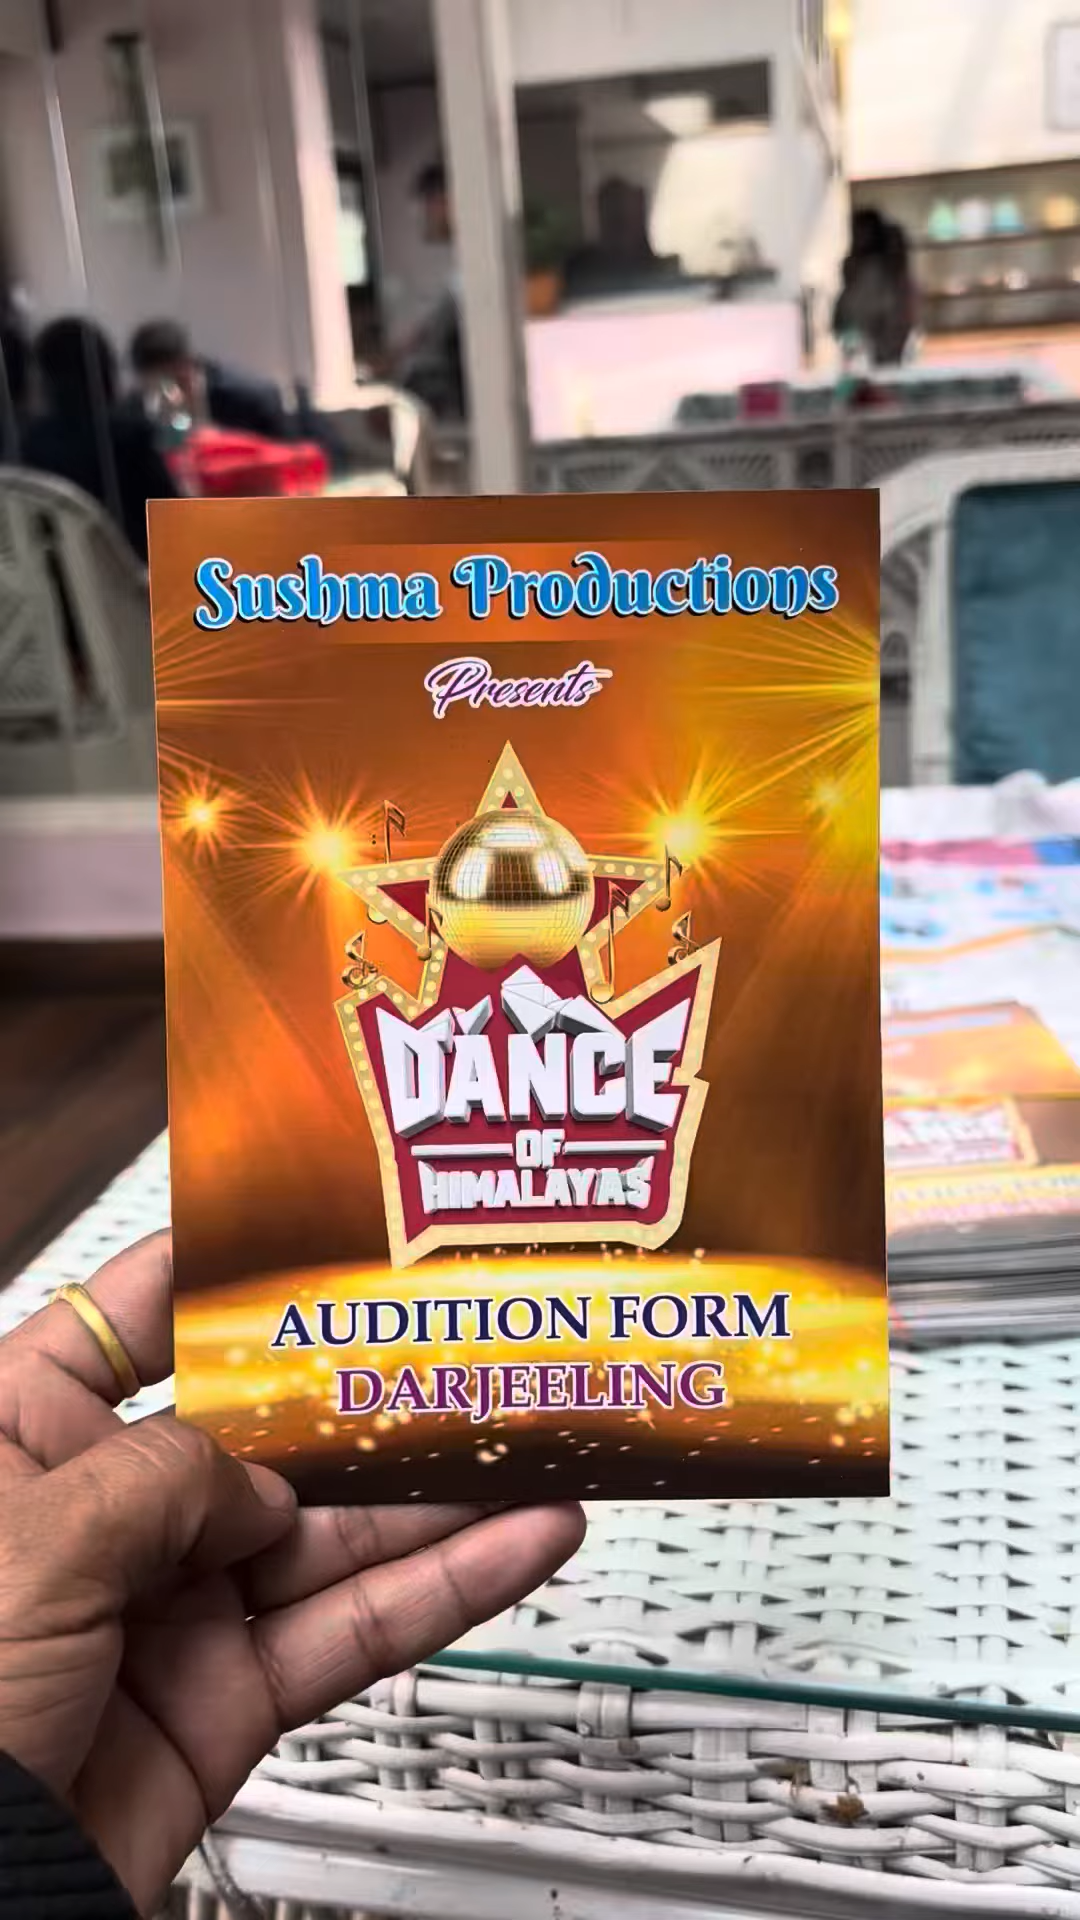 Sushma Productions
Presents
DANCE
OF
HIMALAYAS
AUDITION FORM
DARJEELING